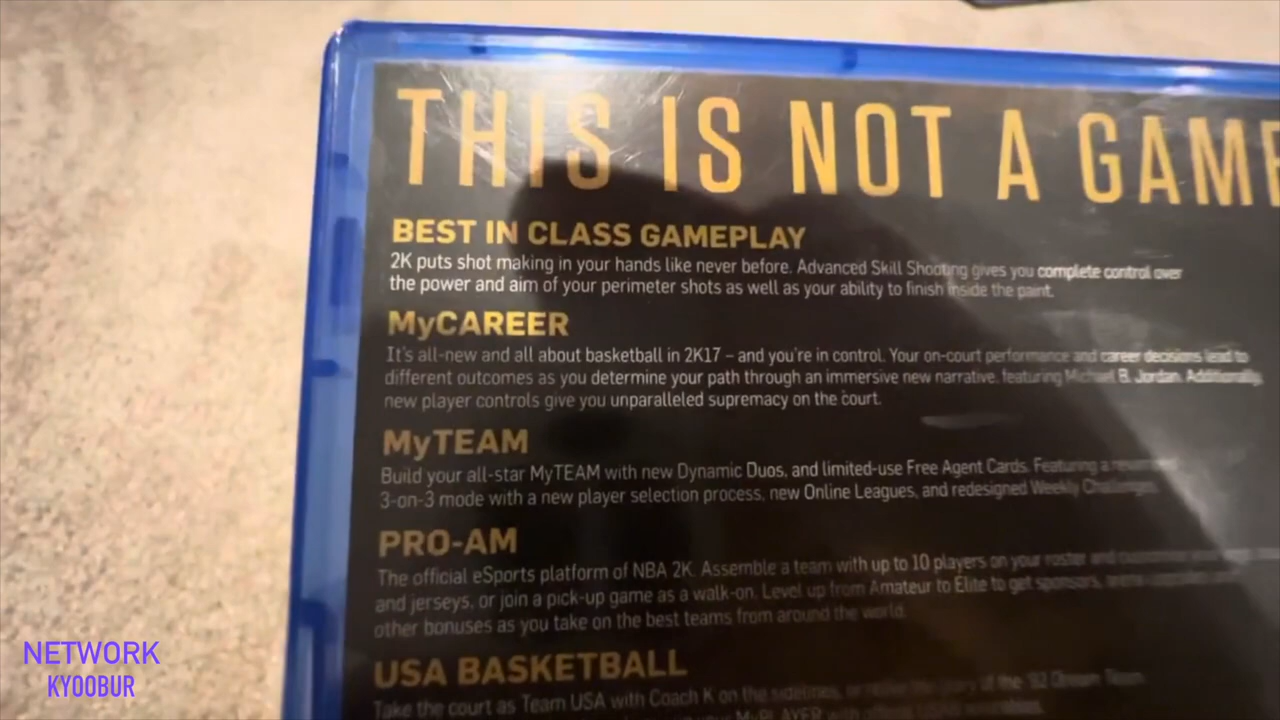 THIS IS NOT A GAME
BEST IN CLASS GAMEPLAY
2K puts shot making in your hands like never before. Advanced Skill Shooting gives you complete control over
the power and aim of your perimeter shots as well as your ability to finish inside the paint.
MyCAREER
It's all-new and all about basketball in 2K17 – and you're in control. Your on-court performance and career decisions lead to
different outcomes as you determine your path through an immersive new narrative, featuring Michael B. Jordan. Additionally,
new player controls give you unparalleled supremacy on the court.
MyTEAM
Build your all-star MyTEAM with new Dynamic Duos, and limited-use Free Agent Cards. Featuring a
3-on-3 mode with a new player selection process, new Online Leagues, and redesigned Weekly Challenges.
PRO-AM
The official eSports platform of NBA 2K. Assemble a team with up to 10 players on your roster and
and jerseys, or join a pick-up game as a walk-on. Level up from Amateur to Elite to get sponsors,
other bonuses as you take on the best teams from around the world.
USA BASKETBALL
Take the court as Team USA with Coach K on the sidelines, or of the '92 Dream Team
your MyPLAYER with
NETWORK
KYOOBUR